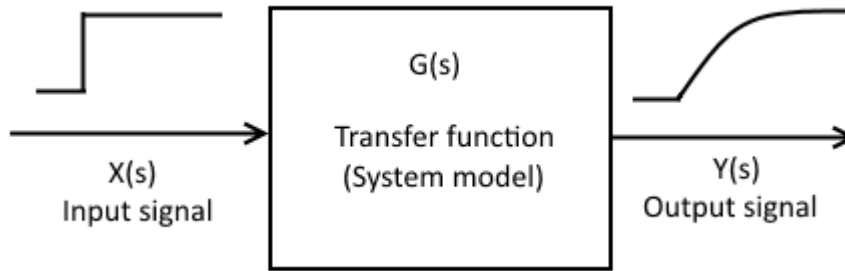 G(s)
Transfer function
(System model)
X(s)
Input signal
Y(s)
Output signal